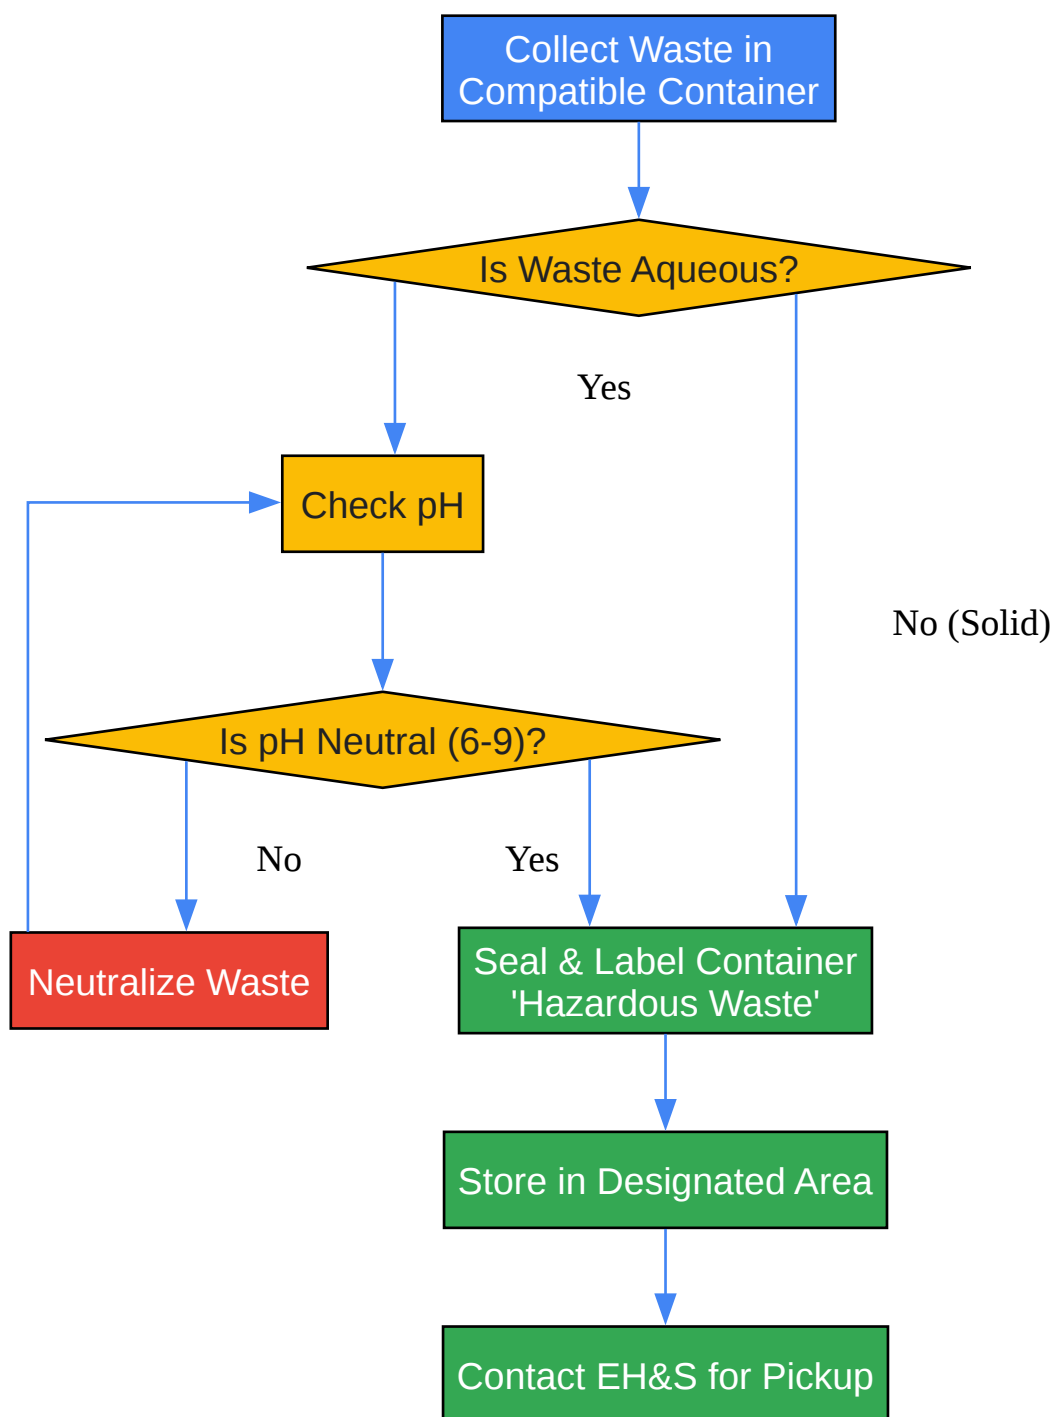 Collect Waste in
Compatible Container
Is Waste Aqueous?
Yes
Check pH
No (Solid)
Is pH Neutral (6-9)?
No
Yes
Neutralize Waste
Seal & Label Container
'Hazardous Waste'
Store in Designated Area
Contact EH&S for Pickup